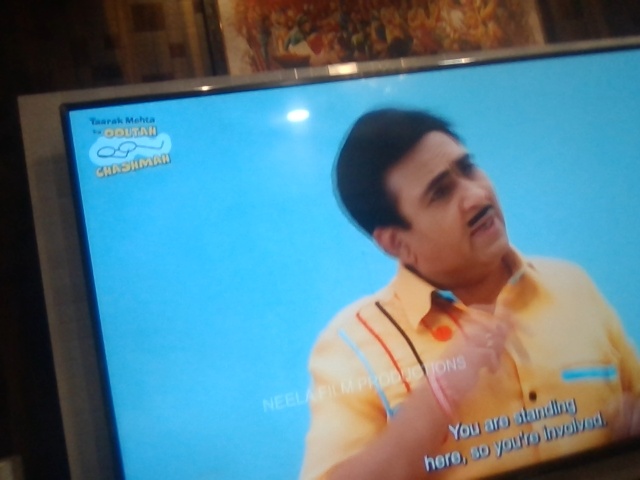 Taarak Mehta
Ka OOLTAH
CHASHMAH
NEELA FILM PRODUCTIONS
You are standing
here, so you're involved.